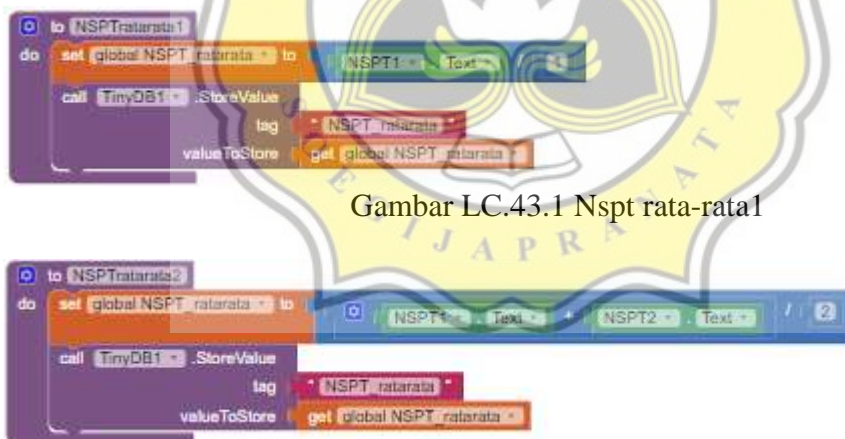 to NSPTratarata1
do set global NSPT_ratarata to NSPT1 . Text / 1
call TinyDB1 .StoreValue
tag " NSPT_ratarata "
valueToStore get global NSPT_ratarata
Gambar LC.43.1 Nspt rata-rata1
GIJAPRANATA
to NSPTratarata2
do set global NSPT_ratarata to NSPT1 . Text + NSPT2 . Text / 2
call TinyDB1 .StoreValue
tag " NSPT_ratarata "
valueToStore get global NSPT_ratarata